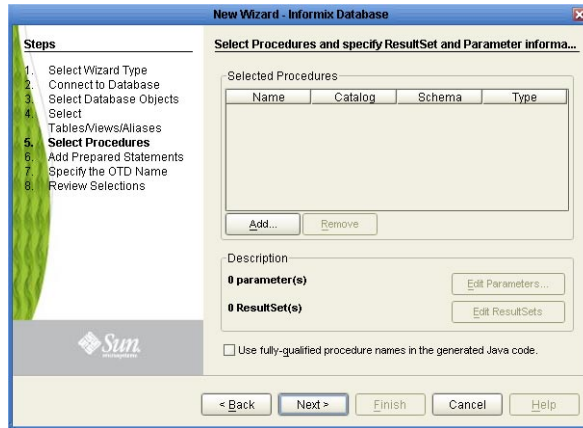 New Wizard - Informix Database
Steps
1. Select Wizard Type
2. Connect to Database
3. Select Database Objects
4. Select
Tables/Views/Aliases
5. Select Procedures
6. Add Prepared Statements
7. Specify the OTD Name
8. Review Selections
Sun
microsystems
Select Procedures and specify ResultSet and Parameter informa...
Selected Procedures
Name Catalog Schema Type
Add... Remove
Description
0 parameter(s)
Edit Parameters...
0 ResultSet(s)
Edit ResultSets
Use fully-qualified procedure names in the generated Java code.
< Back Next > Finish Cancel Help